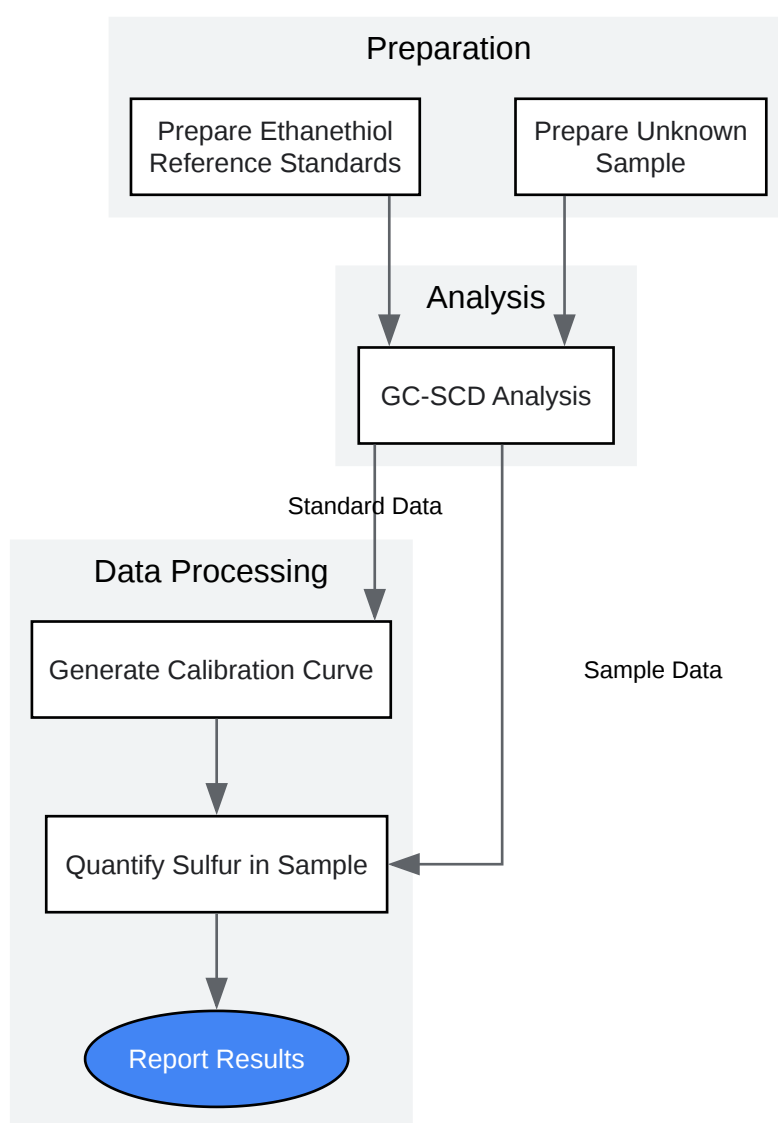 Preparation
Prepare Ethanethiol
Reference Standards
Prepare Unknown
Sample
Analysis
GC-SCD Analysis
Standard Data
Data Processing
Generate Calibration Curve
Sample Data
Quantify Sulfur in Sample
Report Results